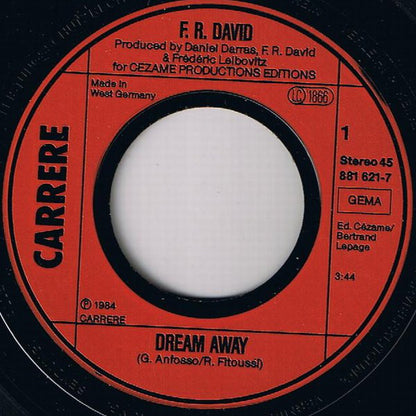 F. R. DAVID
Produced by Daniel Darras, F. R. David
& Frédéric Leibovitz
for CEZAME PRODUCTIONS EDITIONS
Made in
West Germany
LC 1866
CARRERE
1
Stereo 45
881 621-7
GEMA
Ed. Cézame/
Bertrand
Lepage
3:44
℗ 1984
CARRERE
DREAM AWAY
(G. Anfosso/R. Fitoussi)